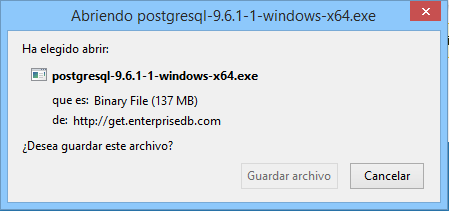 Abriendo postgresql-9.6.1-1-windows-x64.exe
Ha elegido abrir:
postgresql-9.6.1-1-windows-x64.exe
que es: Binary File (137 MB)
de: http://get.enterprisedb.com
¿Desea guardar este archivo?
Guardar archivo Cancelar